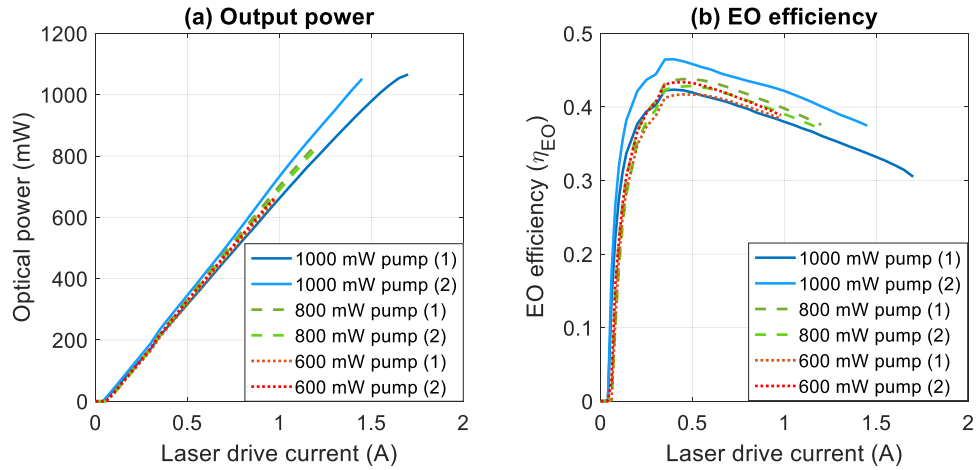 (a) Output power
1200
1000
800
600
400
200
0
Optical power (mW)
0
0.5
1
1.5
2
Laser drive current (A)
1000 mW pump (1)
1000 mW pump (2)
800 mW pump (1)
800 mW pump (2)
600 mW pump (1)
600 mW pump (2)
(b) EO efficiency
0.5
0.4
0.3
0.2
0.1
0
EO efficiency (η_EO)
0
0.5
1
1.5
2
Laser drive current (A)
1000 mW pump (1)
1000 mW pump (2)
800 mW pump (1)
800 mW pump (2)
600 mW pump (1)
600 mW pump (2)